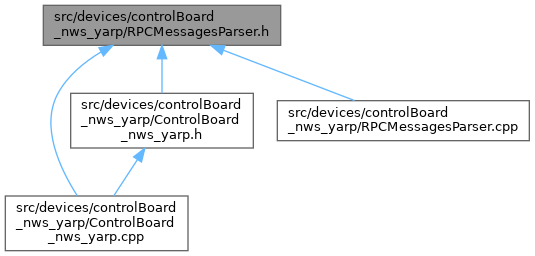 src/devices/controlBoard
_nws_yarp/RPCMessagesParser.h
src/devices/controlBoard
_nws_yarp/ControlBoard
_nws_yarp.h
src/devices/controlBoard
_nws_yarp/RPCMessagesParser.cpp
src/devices/controlBoard
_nws_yarp/ControlBoard
_nws_yarp.cpp